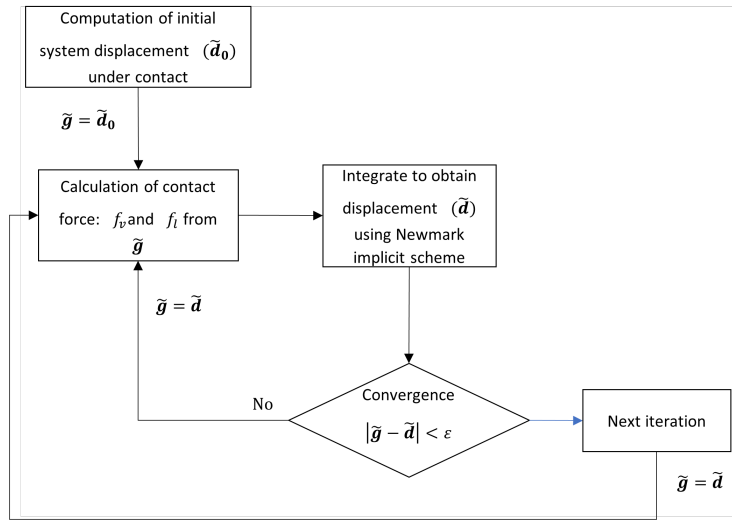 Computation of initial
system displacement (d̃₀)
under contact
g̃ = d̃₀
Calculation of contact
force: fᵥ and fₗ from
g̃
Integrate to obtain
displacement (d̃)
using Newmark
implicit scheme
g̃ = d̃
No
Convergence
|g̃ − d̃| < ε
Next iteration
g̃ = d̃